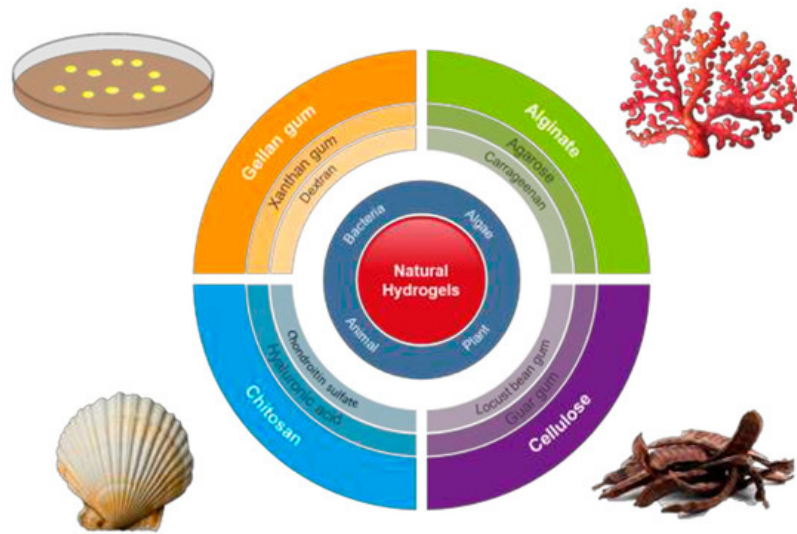 Gellan gum
Xanthan gum
Dextran
Alginate
Agarose
Carrageenan
Bacteria
Algae
Natural
Hydrogels
Animal
Plant
Chondroitin sulfate
Hyaluronic acid
Chitosan
Locust bean gum
Guar gum
Cellulose